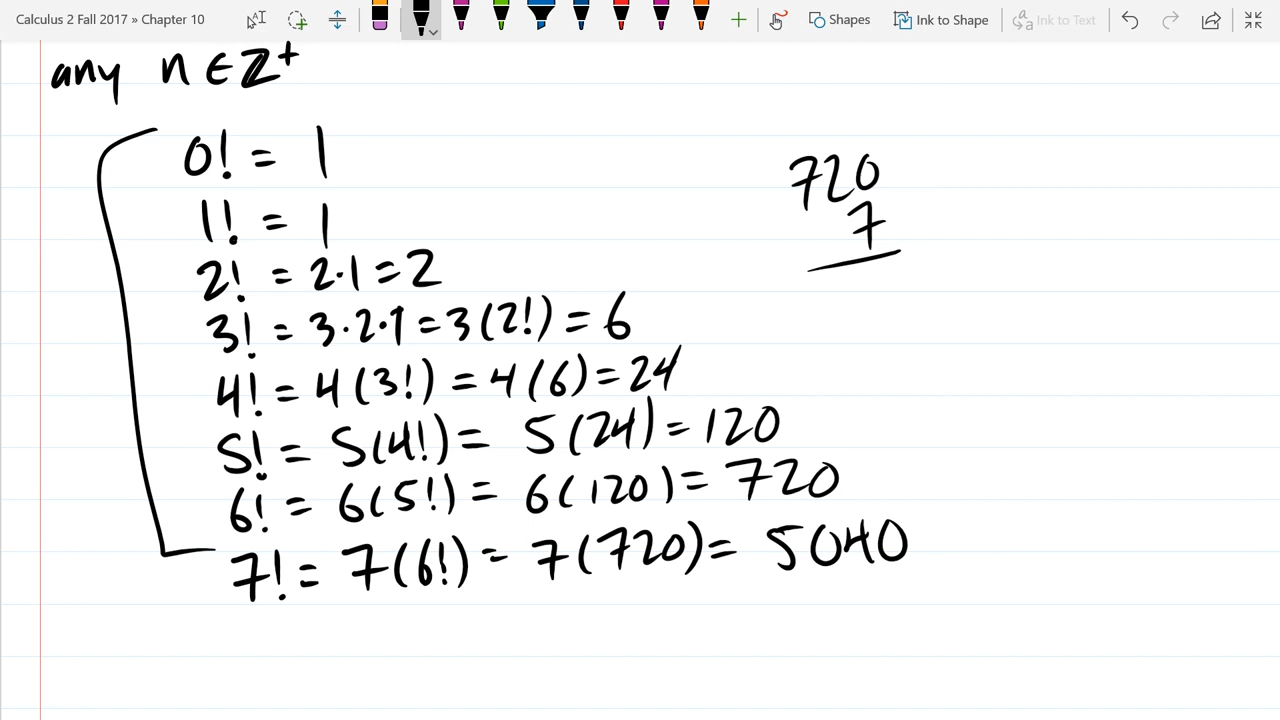 Calculus 2 Fall 2017 » Chapter 10
Shapes
Ink to Shape
Ink to Text
any n ∈ ℤ⁺
0! = 1
1! = 1
2! = 2·1 = 2
3! = 3·2·1 = 3(2!) = 6
4! = 4(3!) = 4(6) = 24
5! = 5(4!) = 5(24) = 120
6! = 6(5!) = 6(120) = 720
7! = 7(6!) = 7(720) = 5040
720
7